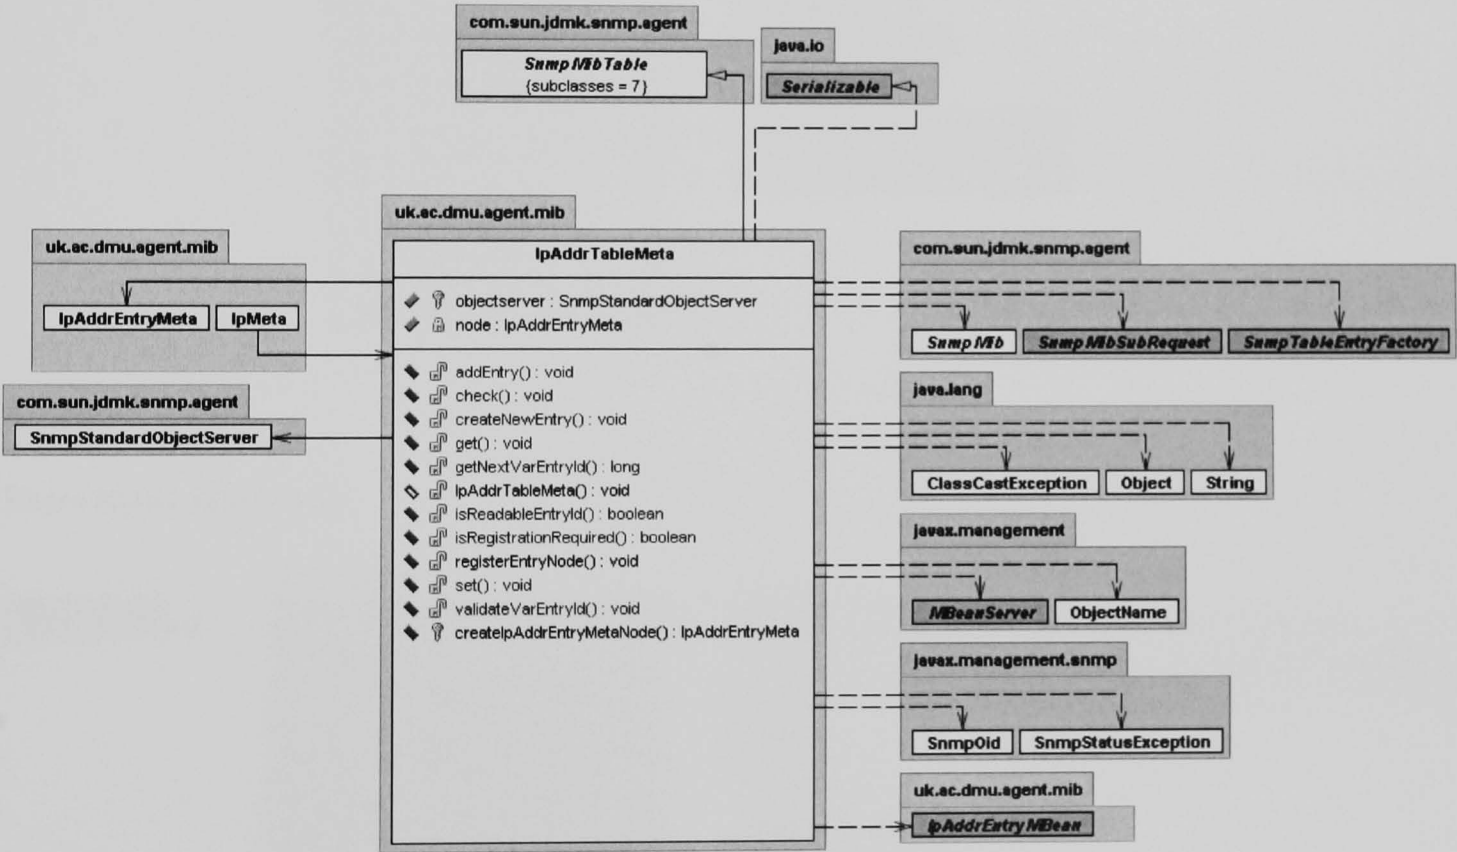 com.sun.jdmk.snmp.agent
SnmpMibTable
{subclasses = 7}
java.io
Serializable
uk.ac.dmu.agent.mib
IpAddrEntryMeta
IpMeta
com.sun.jdmk.snmp.agent
SnmpStandardObjectServer
uk.ac.dmu.agent.mib
IpAddrTableMeta
objectserver : SnmpStandardObjectServer
node : IpAddrEntryMeta
addEntry() : void
check() : void
createNewEntry() : void
get() : void
getNextVarEntryId() : long
IpAddrTableMeta() : void
isReadableEntryId() : boolean
isRegistrationRequired() : boolean
registerEntryNode() : void
set() : void
validateVarEntryId() : void
createIpAddrEntryMetaNode() : IpAddrEntryMeta
com.sun.jdmk.snmp.agent
SnmpMib
SnmpMibSubRequest
SnmpTableEntryFactory
java.lang
ClassCastException
Object
String
javax.management
MBeanServer
ObjectName
javax.management.snmp
SnmpOid
SnmpStatusException
uk.ac.dmu.agent.mib
IpAddrEntryMBean